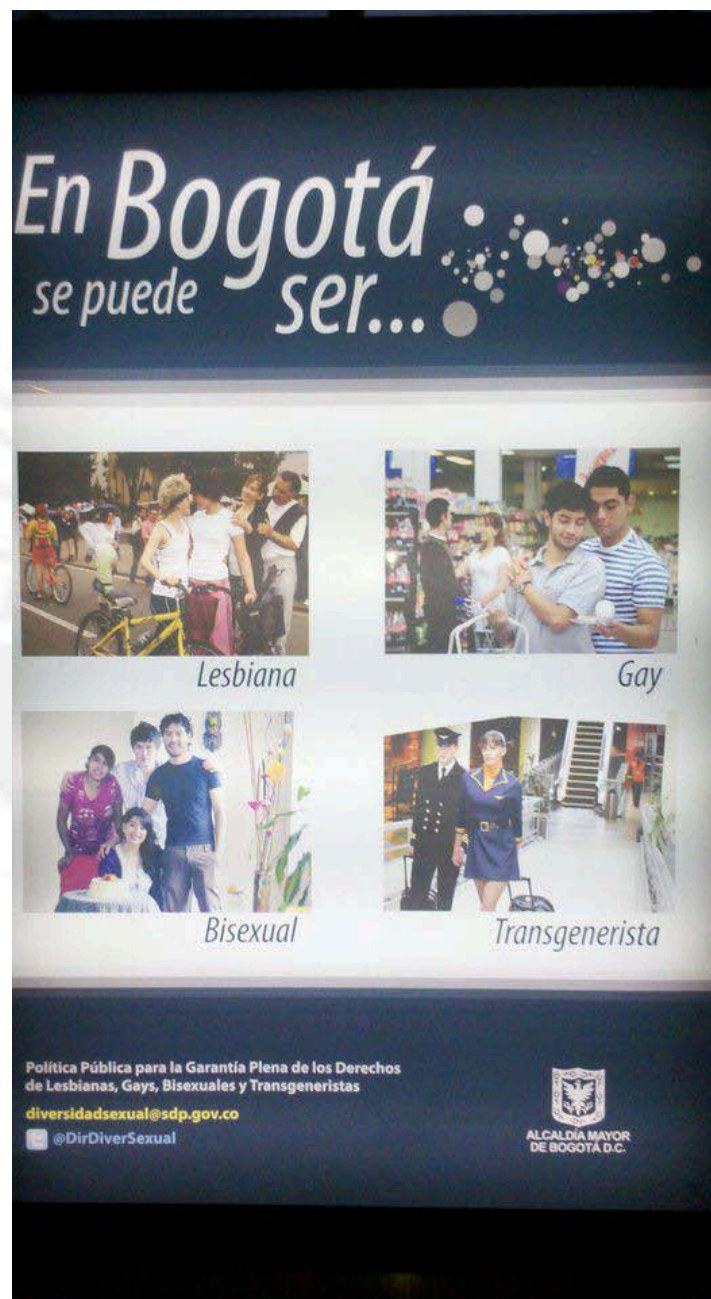 En Bogotá
se puede ser...
Lesbiana
Gay
Bisexual
Transgenerista
Política Pública para la Garantía Plena de los Derechos
de Lesbianas, Gays, Bisexuales y Transgeneristas
diversidadsexual@sdp.gov.co
@DirDiverSexual
ALCALDÍA MAYOR
DE BOGOTÁ D.C.